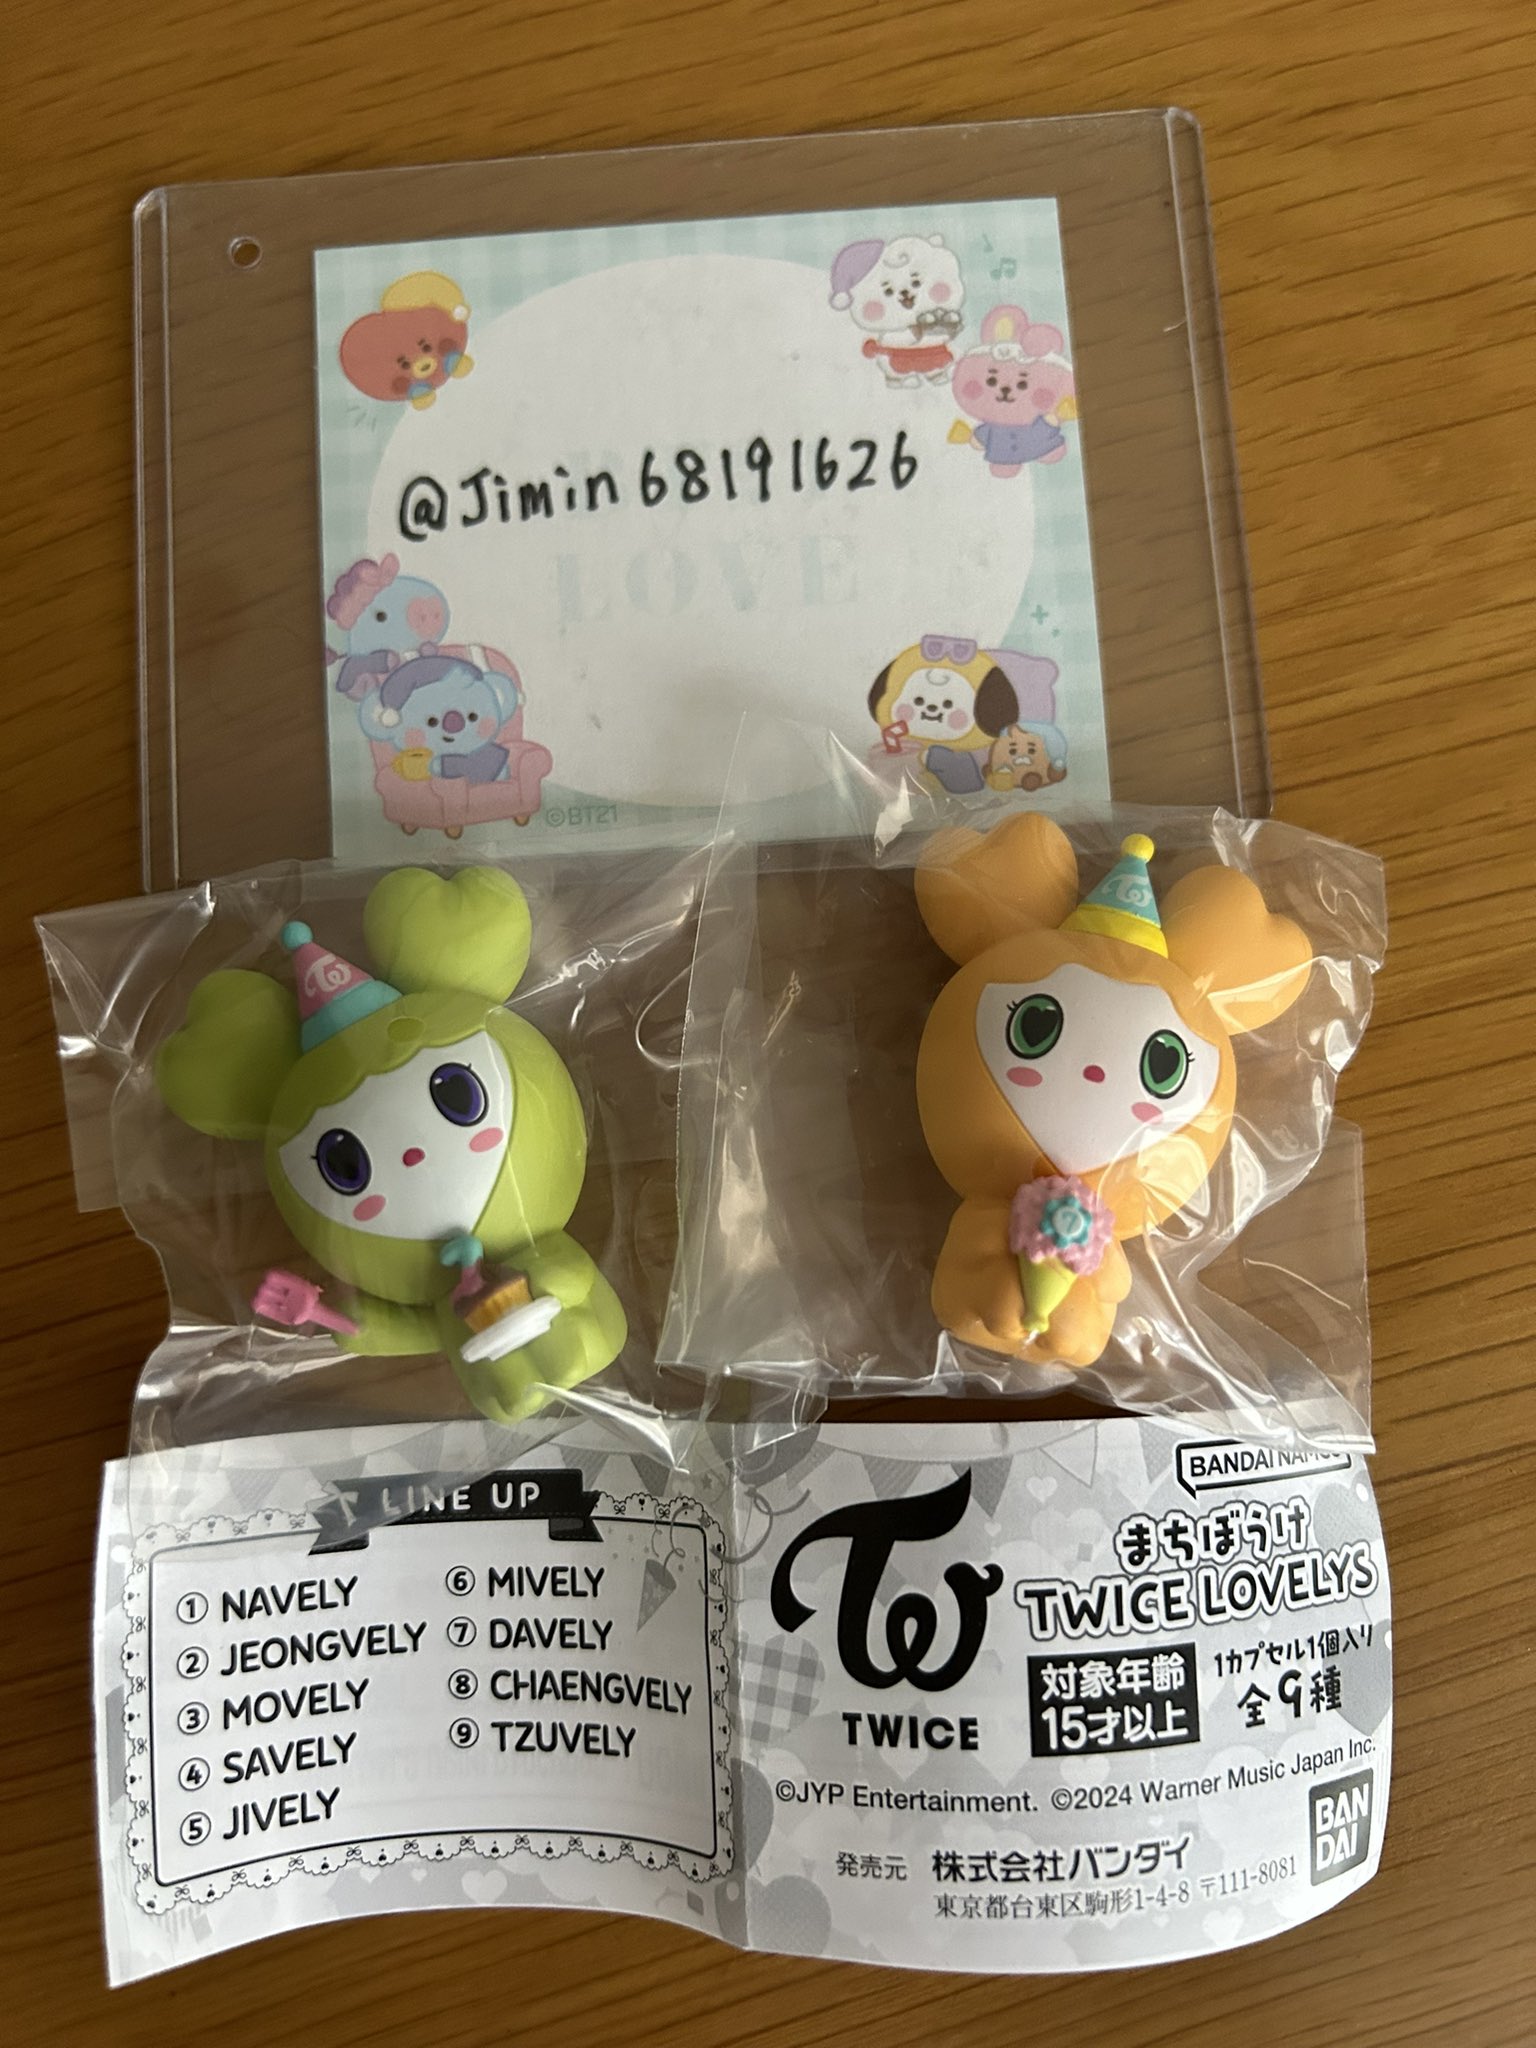 @Jimin68191626
LOVE
©BT21
LINE UP
① NAVELY
② JEONGVELY
③ MOVELY
④ SAVELY
⑤ JIVELY
⑥ MIVELY
⑦ DAVELY
⑧ CHAENGVELY
⑨ TZUVELY
TWICE
BANDAI NAMCO
まちぼうけ
TWICE LOVELYS
対象年齢
15才以上
1カプセル1個入り
全9種
©JYP Entertainment. ©2024 Warner Music Japan Inc.
発売元 株式会社バンダイ
東京都台東区駒形1-4-8 〒111-8081
BAN
DAI
7